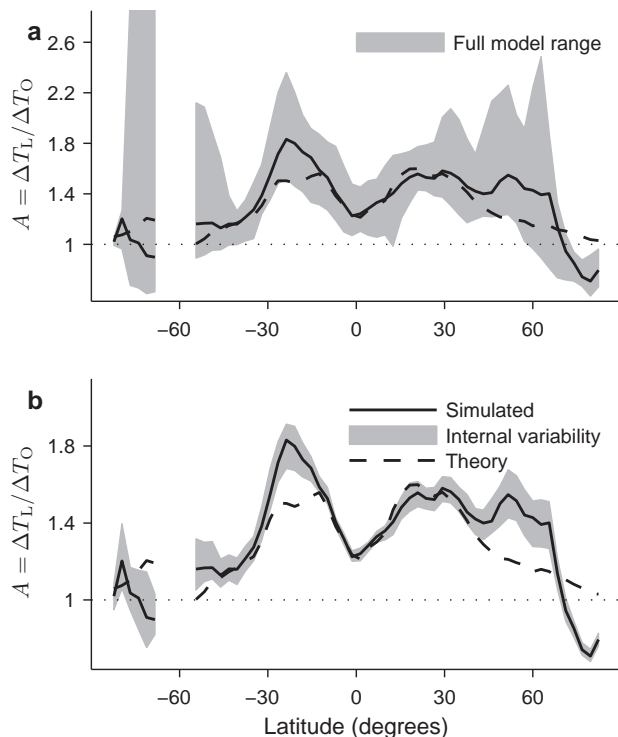 a
2.6
2.2
1.8
1.4
1
A = ΔT_L/ΔT_O
Full model range
−60 −30 0 30 60
b
1.8
1.4
1
A = ΔT_L/ΔT_O
Simulated
Internal variability
Theory
−60 −30 0 30 60
Latitude (degrees)